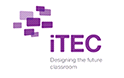 iTEC
Designing the future
classroom